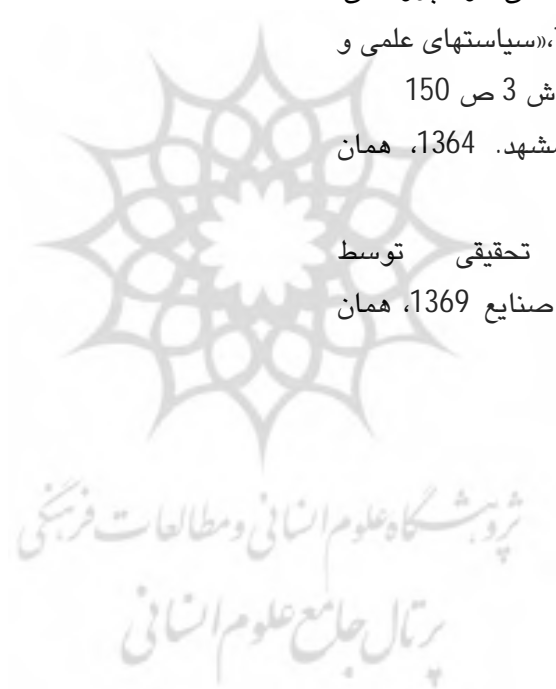 ،«سیاستهای علمی و
ش 3 ص 150
مشهد. 1364، همان
تحقیقی توسط
صنایع 1369، همان
پژوهشگاه علوم انسانی و مطالعات فرهنگی
پرتال جامع علوم انسانی